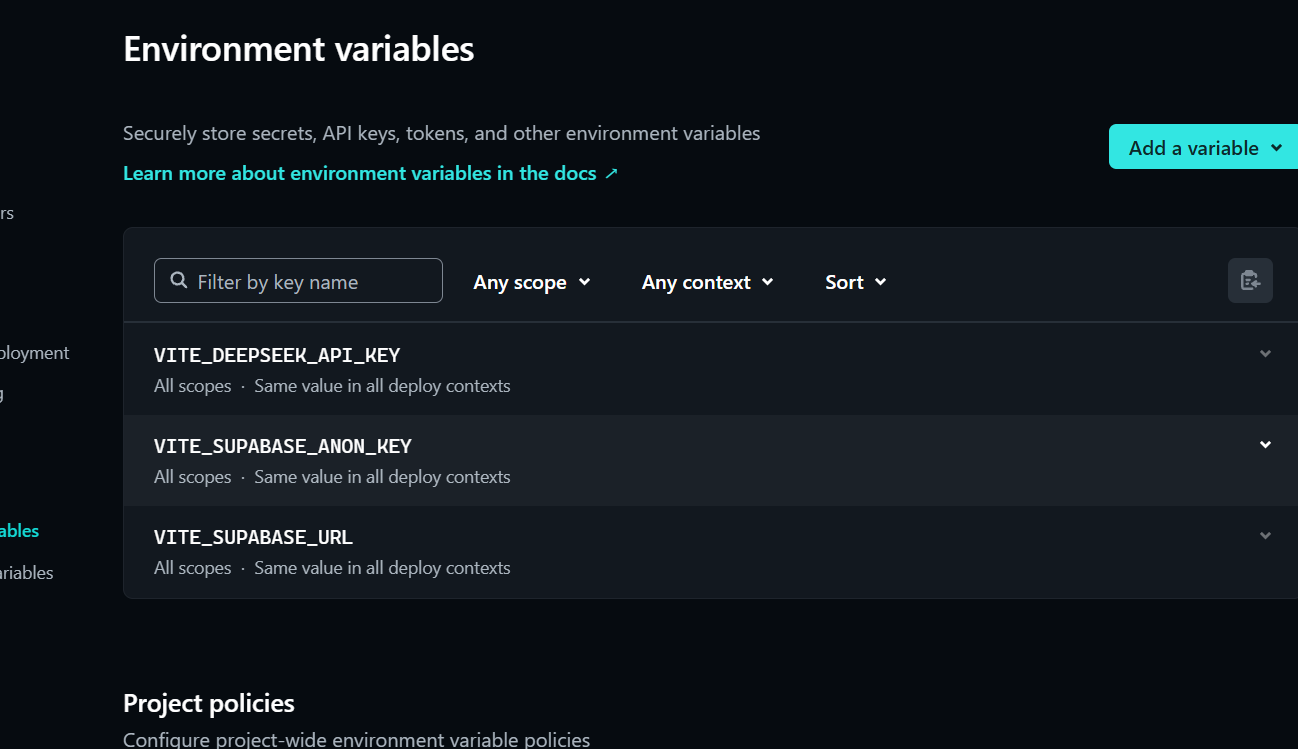 Environment variables
Securely store secrets, API keys, tokens, and other environment variables
Add a variable
Learn more about environment variables in the docs ↗
rs
Filter by key name
Any scope
Any context
Sort
VITE_DEEPSEEK_API_KEY
All scopes · Same value in all deploy contexts
ployment
g
VITE_SUPABASE_ANON_KEY
All scopes · Same value in all deploy contexts
ables
VITE_SUPABASE_URL
All scopes · Same value in all deploy contexts
ariables
Project policies
Configure project-wide environment variable policies